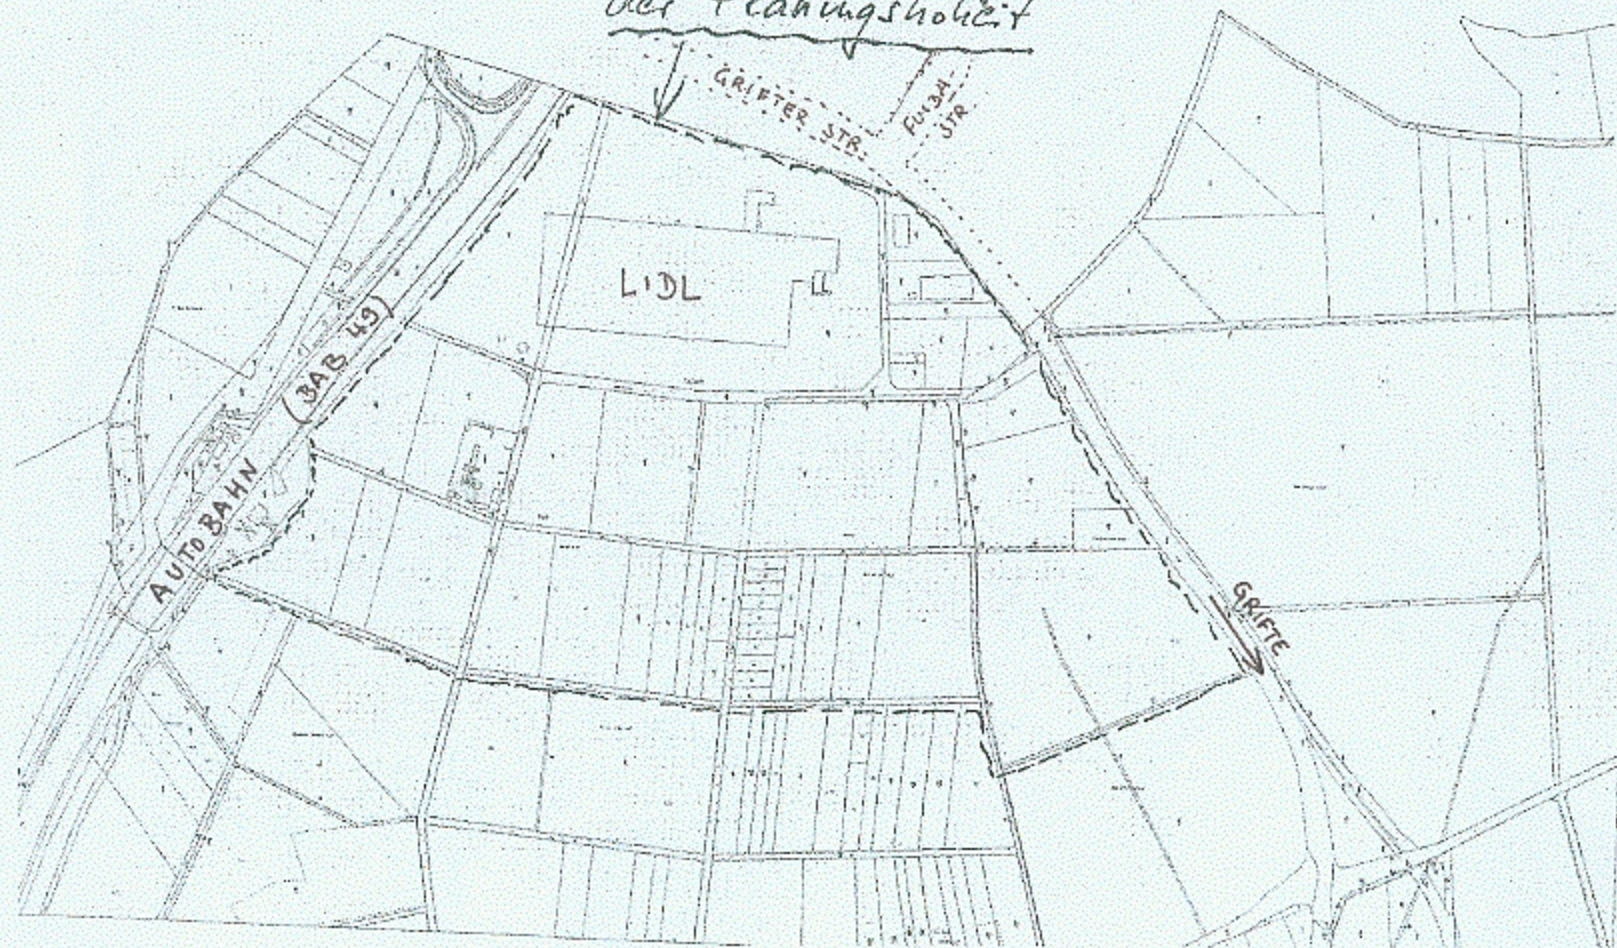 der Planungshoheit
GRIFTER STR.
FULDA
STR
LIDL
(BAB 49)
AUTOBAHN
GRIFTE